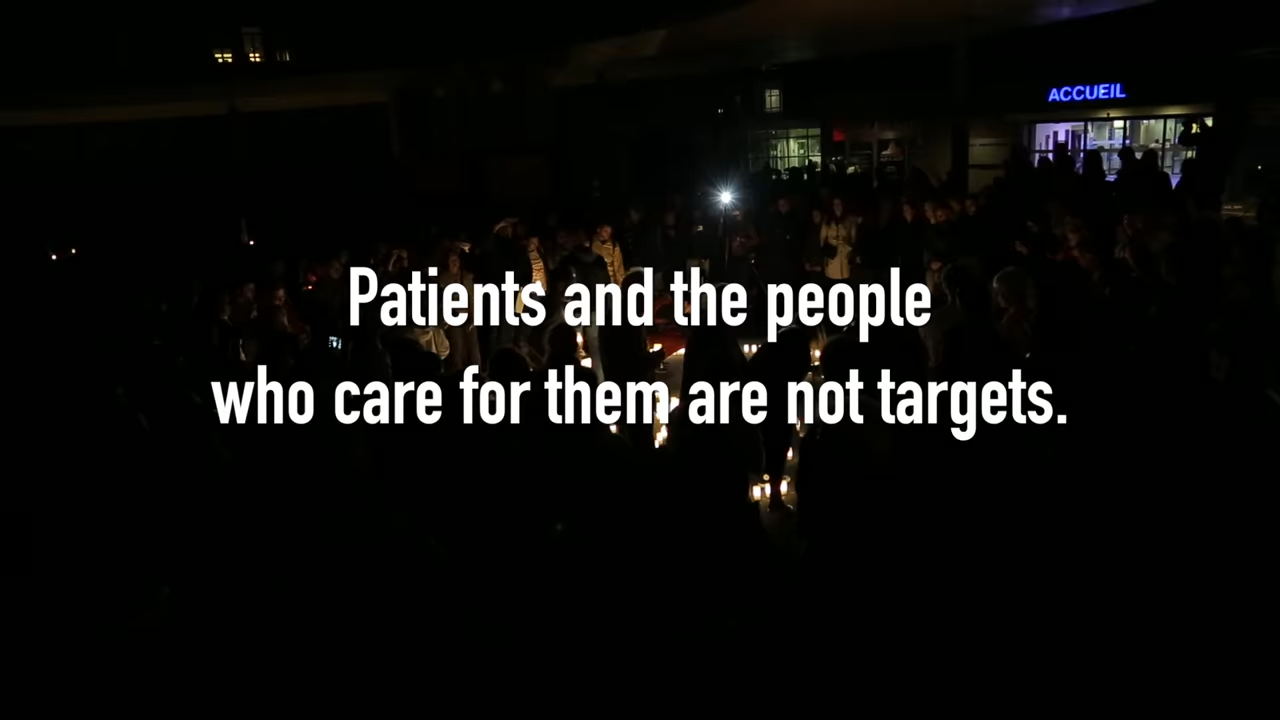 ACCUEIL
Patients and the people
who care for them are not targets.